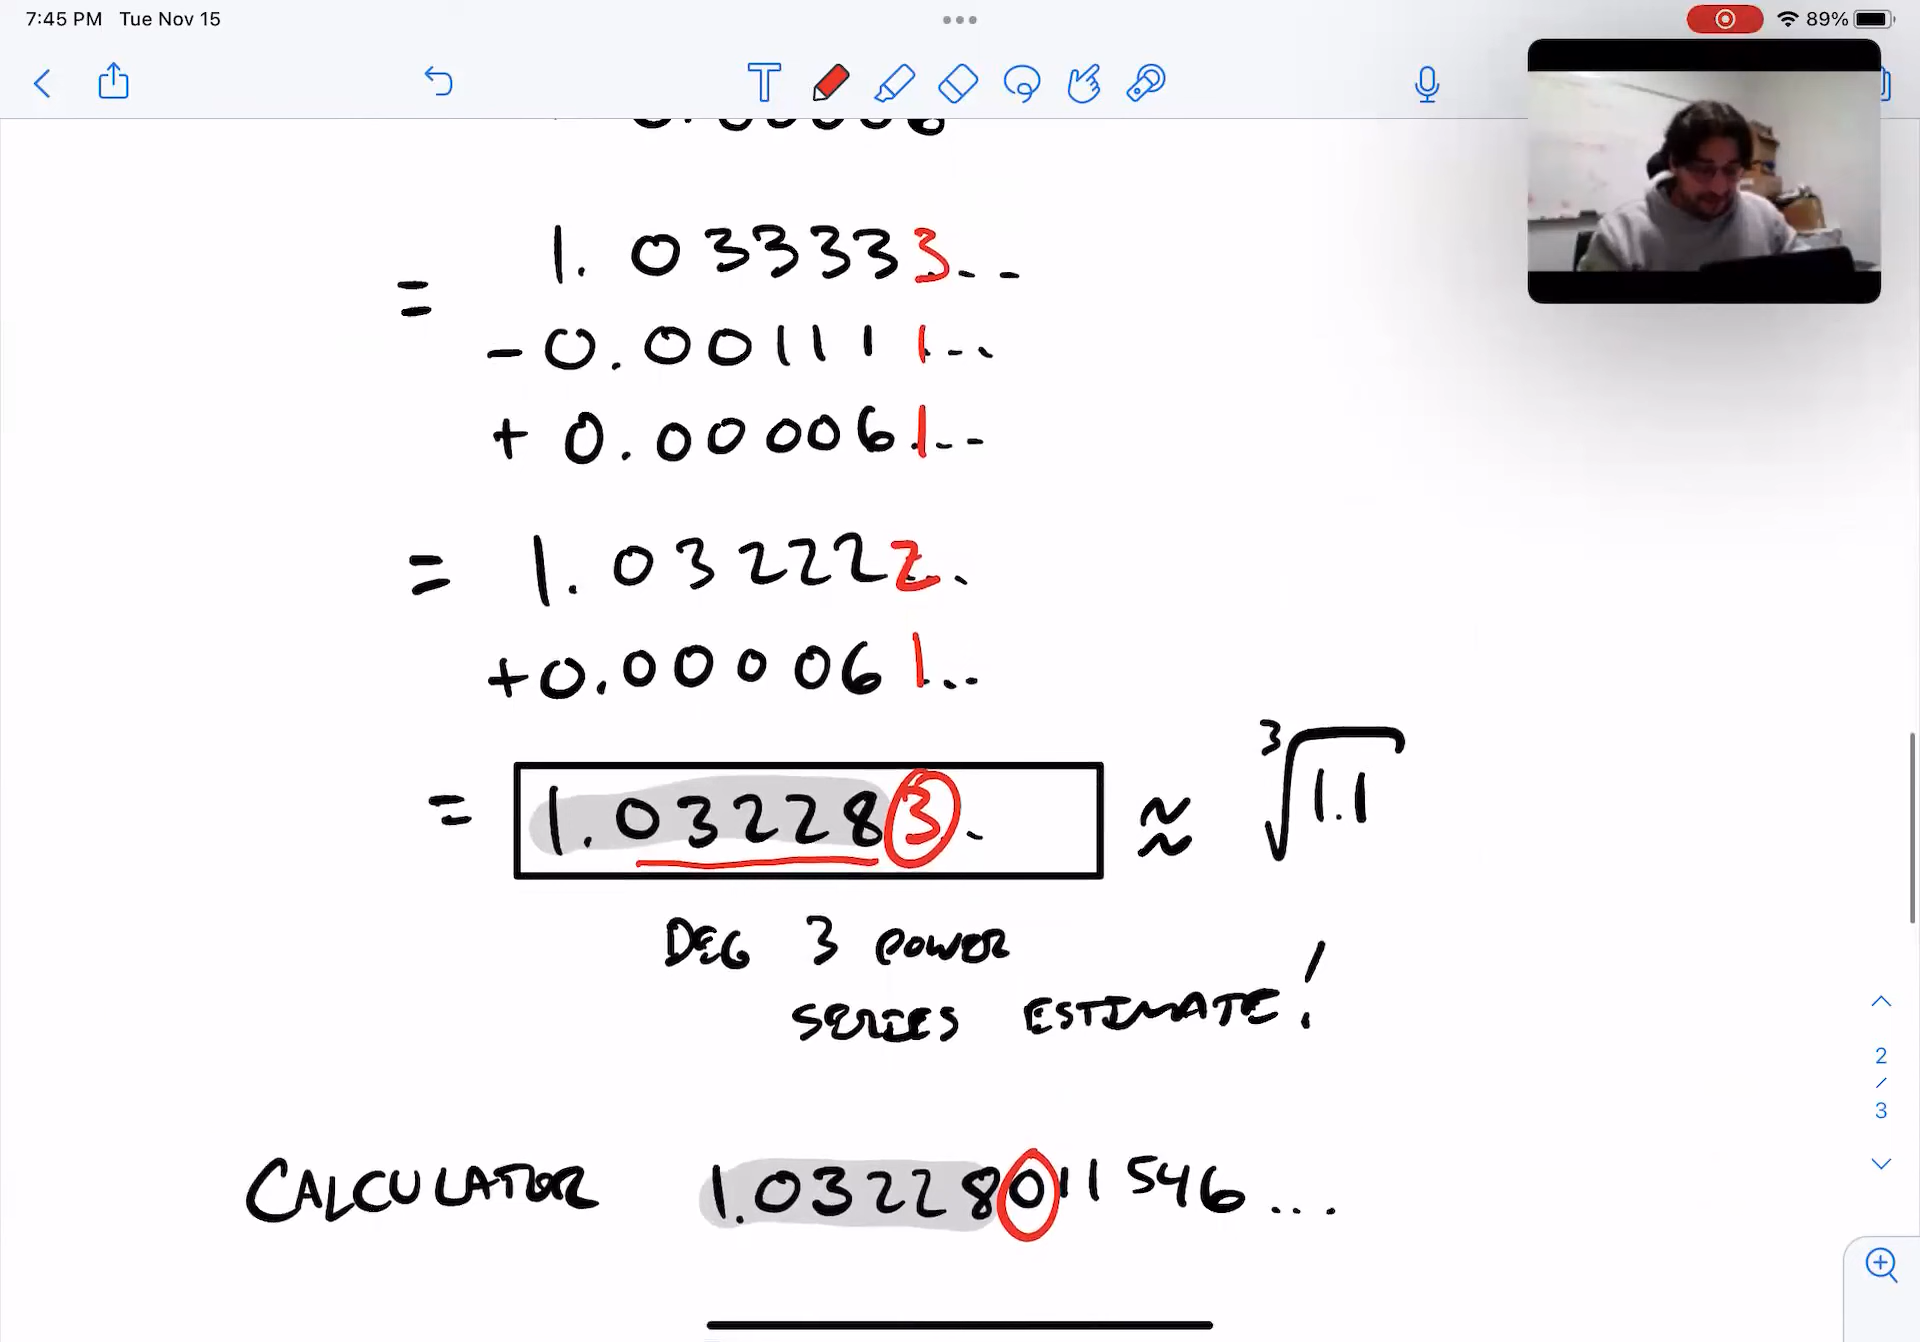 7:45 PM Tue Nov 15
89%
= 1.033333...
- 0.001111...
+ 0.000061...
= 1.032222...
+0.000061...
= 1.032283.. ≈ ∛1.1
DEG 3 POWER
SERIES ESTIMATE!
CALCULATOR 1.03228011546...
2
/
3